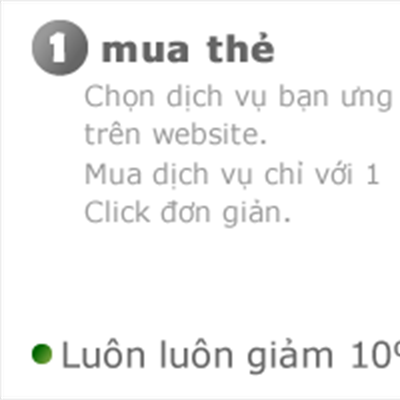 1 mua thẻ
Chọn dịch vụ bạn ưng
trên website.
Mua dịch vụ chỉ với 1
Click đơn giản.
Luôn luôn giảm 10%